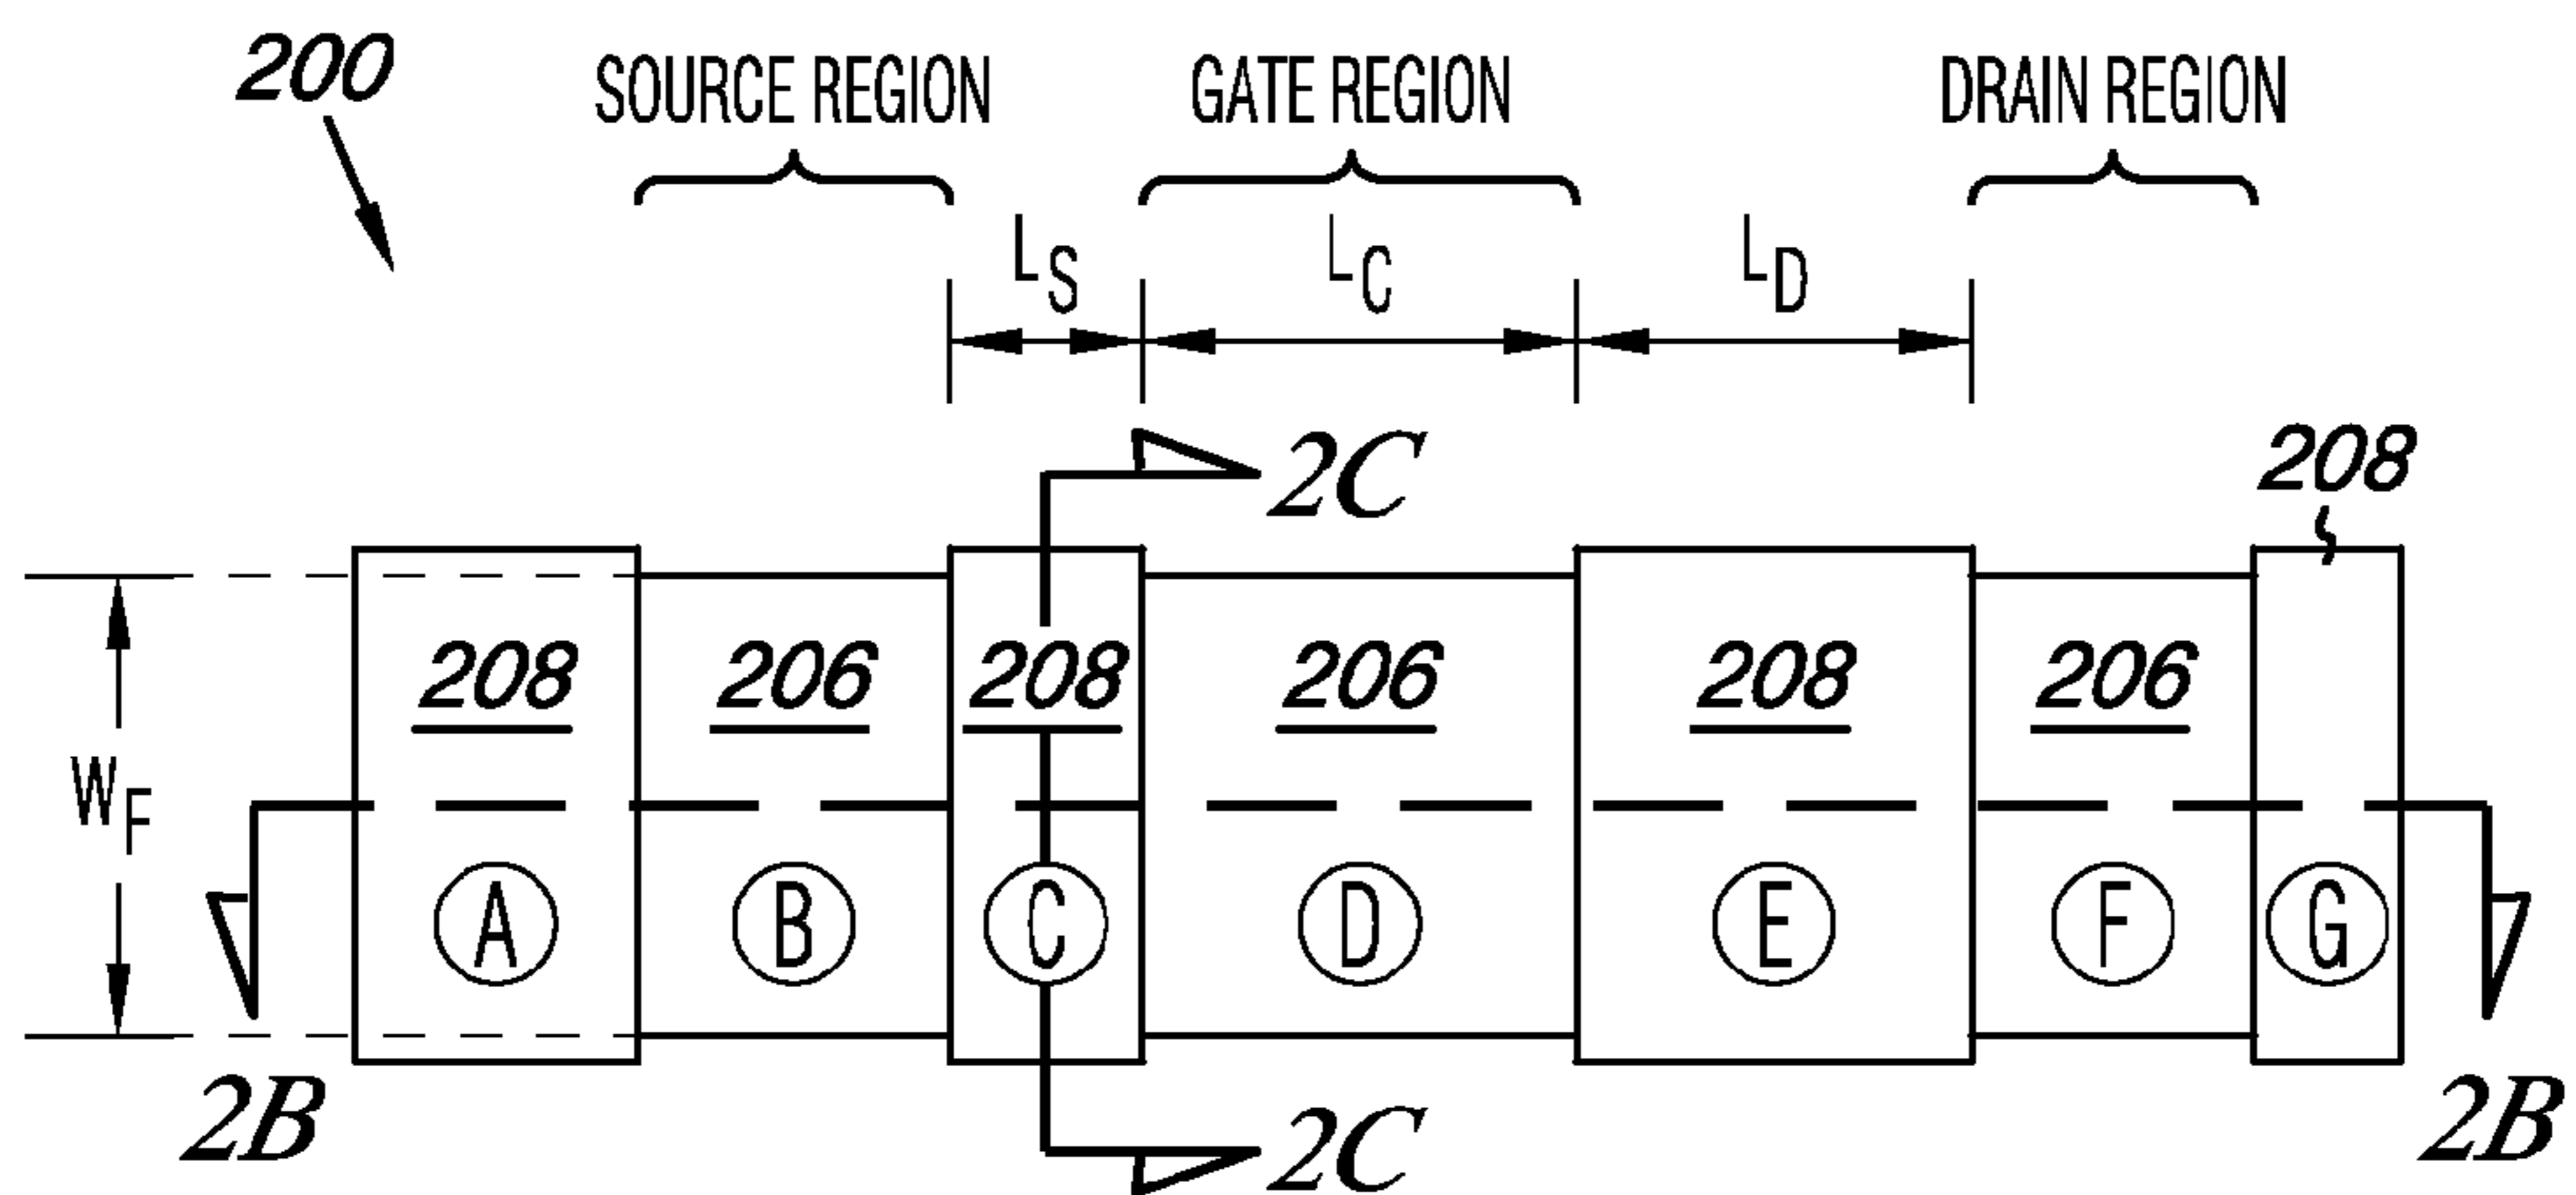 200
SOURCE REGION GATE REGION DRAIN REGION
LS LC LD
2C
208
208 206 208 206 208 206
WF
A B C D E F G
2B 2C 2B